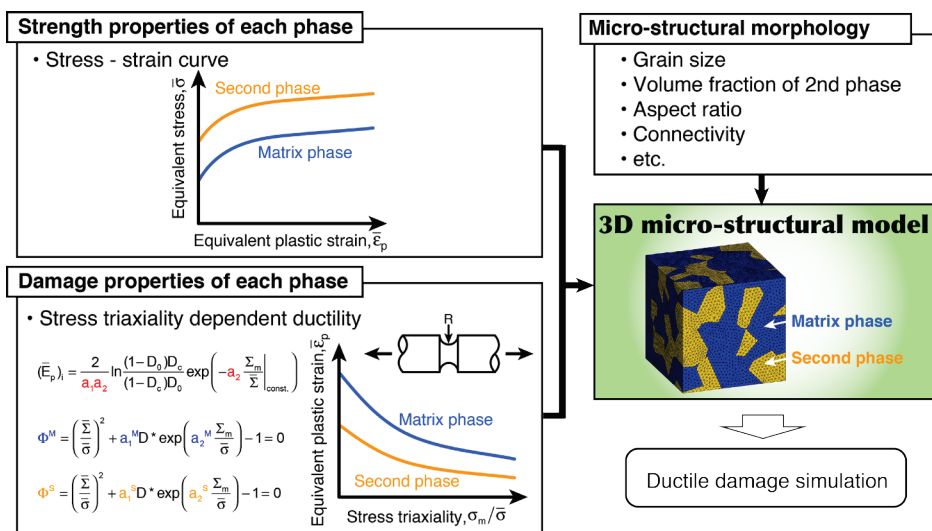 Strength properties of each phase
• Stress - strain curve
Equivalent stress, σ̅
Second phase
Matrix phase
Equivalent plastic strain, ε̅ₚ
Damage properties of each phase
• Stress triaxiality dependent ductility
(E̅ₚ)ᵢ = 2/(a₁a₂) ln (1−D₀)D_c/((1−D_c)D₀) exp(−a₂ Σₘ/Σ̅|const.)
Φᴹ = (Σ̅/σ̅)² + a₁ᴹD* exp(a₂ᴹ Σₘ/σ̅) − 1 = 0
Φˢ = (Σ̅/σ̅)² + a₁ˢD* exp(a₂ˢ Σₘ/σ̅) − 1 = 0
R
Equivalent plastic strain, ε̅ₚ
Matrix phase
Second phase
Stress triaxiality, σₘ/σ̅
Micro-structural morphology
• Grain size
• Volume fraction of 2nd phase
• Aspect ratio
• Connectivity
• etc.
3D micro-structural model
Matrix phase
Second phase
Ductile damage simulation